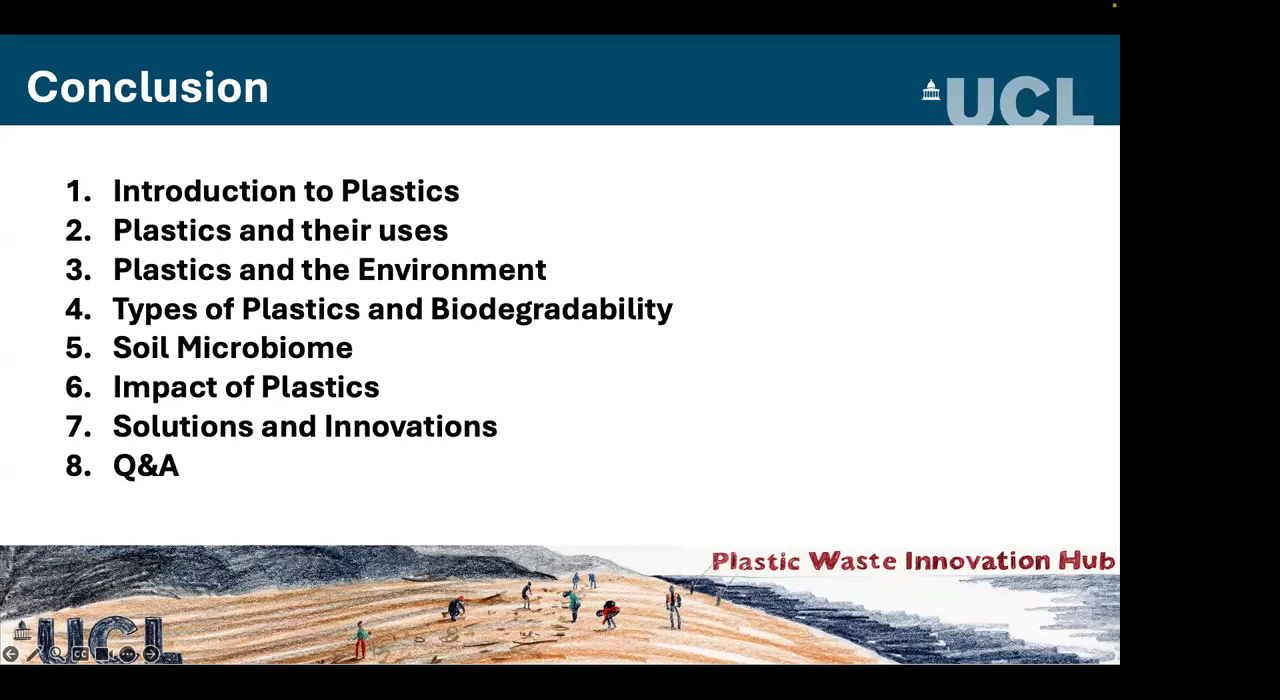 Conclusion
UCL
1. Introduction to Plastics
2. Plastics and their uses
3. Plastics and the Environment
4. Types of Plastics and Biodegradability
5. Soil Microbiome
6. Impact of Plastics
7. Solutions and Innovations
8. Q&A
Plastic Waste Innovation Hub
UCL
CC